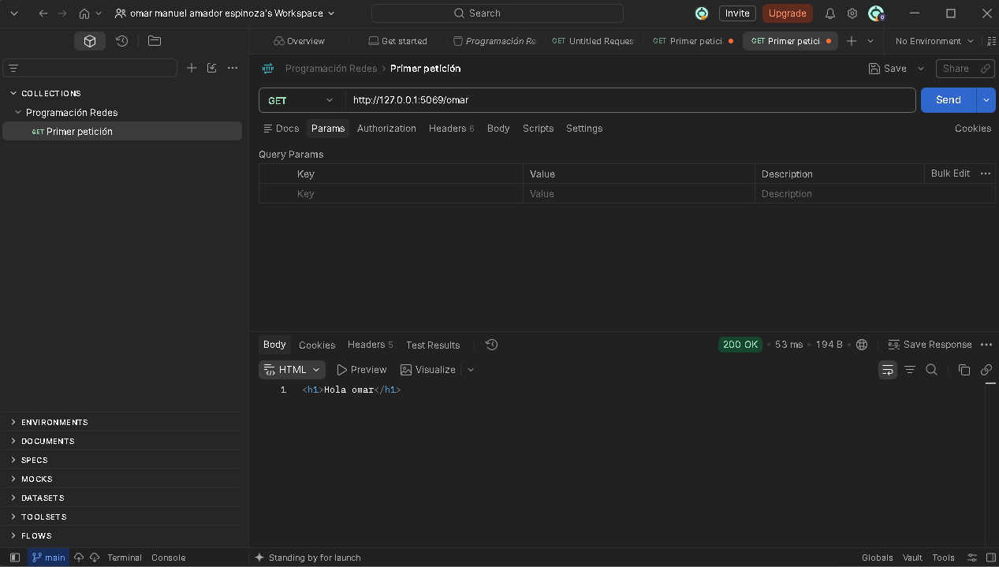 omar manuel amador espinoza's Workspace
Search
Invite
Upgrade
Overview
Get started
Programación Re
GET Untitled Reques
GET Primer petici
GET Primer petici
No Environment
Programación Redes > Primer petición
Save
Share
COLLECTIONS
Programación Redes
GET Primer petición
GET
http://127.0.0.1:5069/omar
Send
Docs
Params
Authorization
Headers 6
Body
Scripts
Settings
Cookies
Query Params
Key
Value
Description
Bulk Edit
Key
Value
Description
Body
Cookies
Headers 5
Test Results
200 OK • 53 ms • 194 B
e.g. Save Response
HTML
Preview
Visualize
1 <h1>Hola omar</h1>
ENVIRONMENTS
DOCUMENTS
SPECS
MOCKS
DATASETS
TOOLSETS
FLOWS
main
Terminal
Console
Standing by for launch
Globals
Vault
Tools